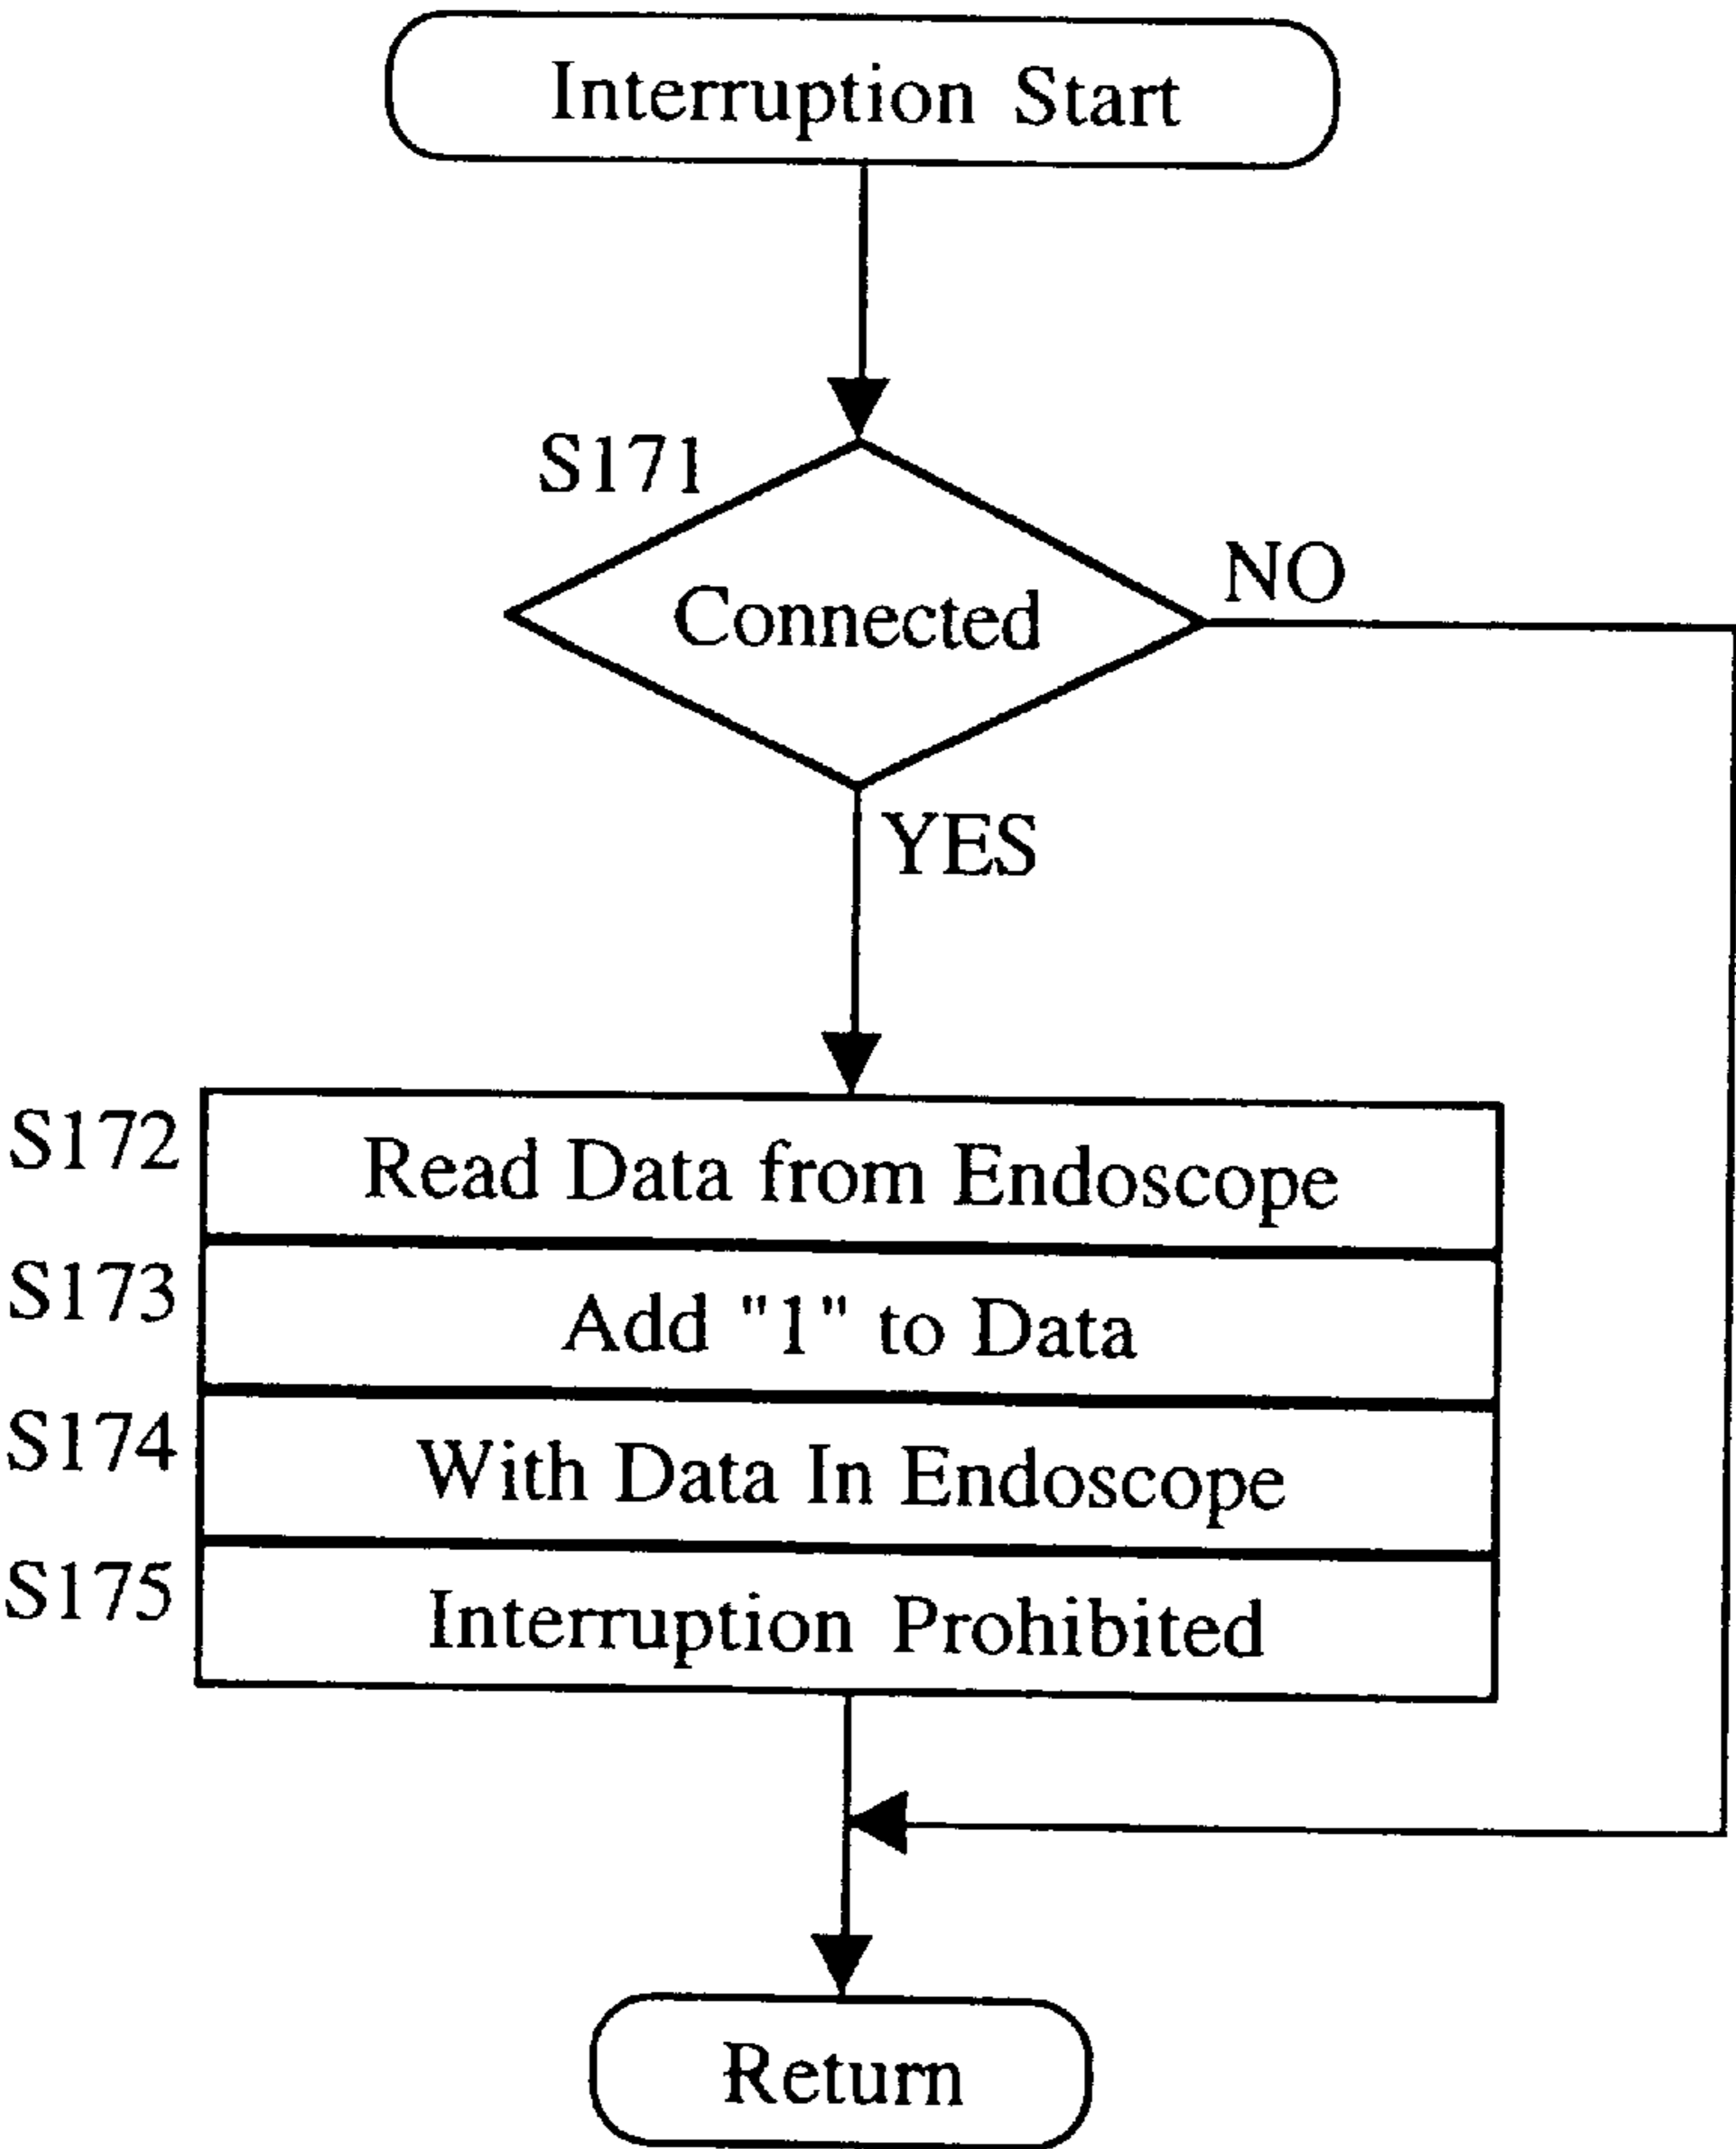 Interruption Start
S171
Connected
NO
YES
S172
Read Data from Endoscope
S173
Add "1" to Data
S174
With Data In Endoscope
S175
Interruption Prohibited
Return